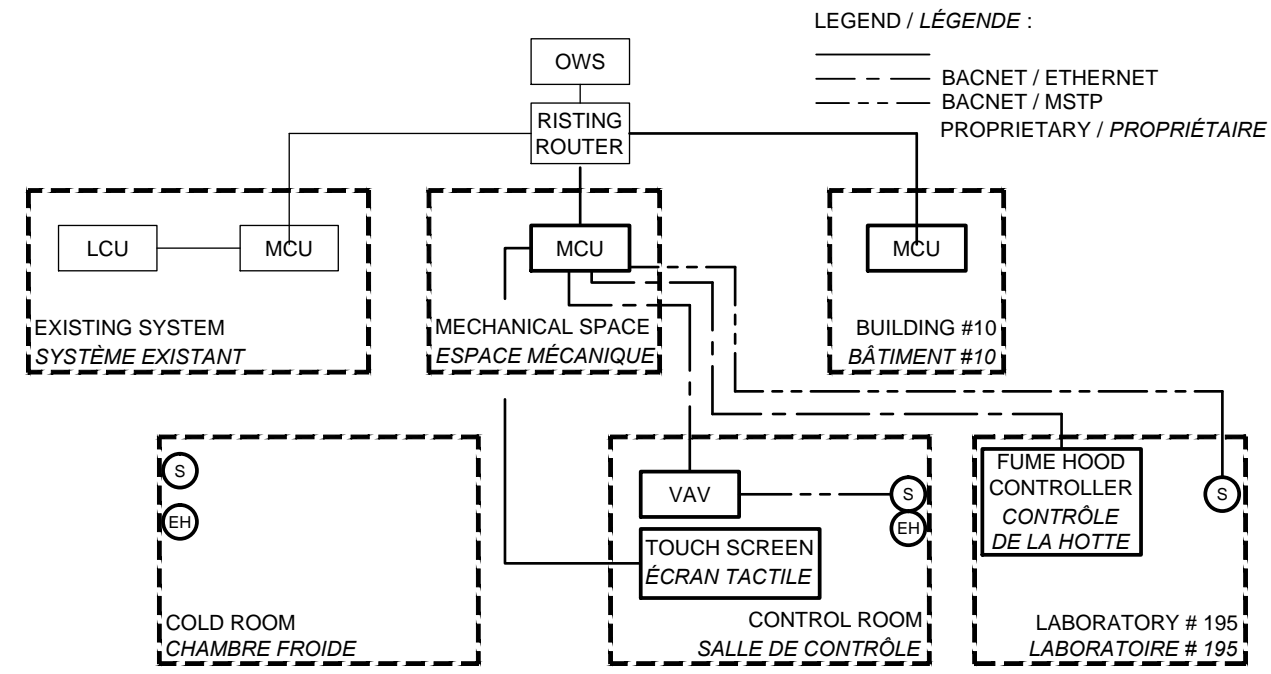 LEGEND / LÉGENDE :
BACNET / ETHERNET
BACNET / MSTP
PROPRIETARY / PROPRIÉTAIRE
OWS
RISTING
ROUTER
LCU
MCU
EXISTING SYSTEM
SYSTÈME EXISTANT
MCU
MECHANICAL SPACE
ESPACE MÉCANIQUE
MCU
BUILDING #10
BÂTIMENT #10
S
EH
COLD ROOM
CHAMBRE FROIDE
VAV
S
EH
TOUCH SCREEN
ÉCRAN TACTILE
CONTROL ROOM
SALLE DE CONTRÔLE
FUME HOOD
CONTROLLER
CONTRÔLE
DE LA HOTTE
S
LABORATORY # 195
LABORATOIRE # 195